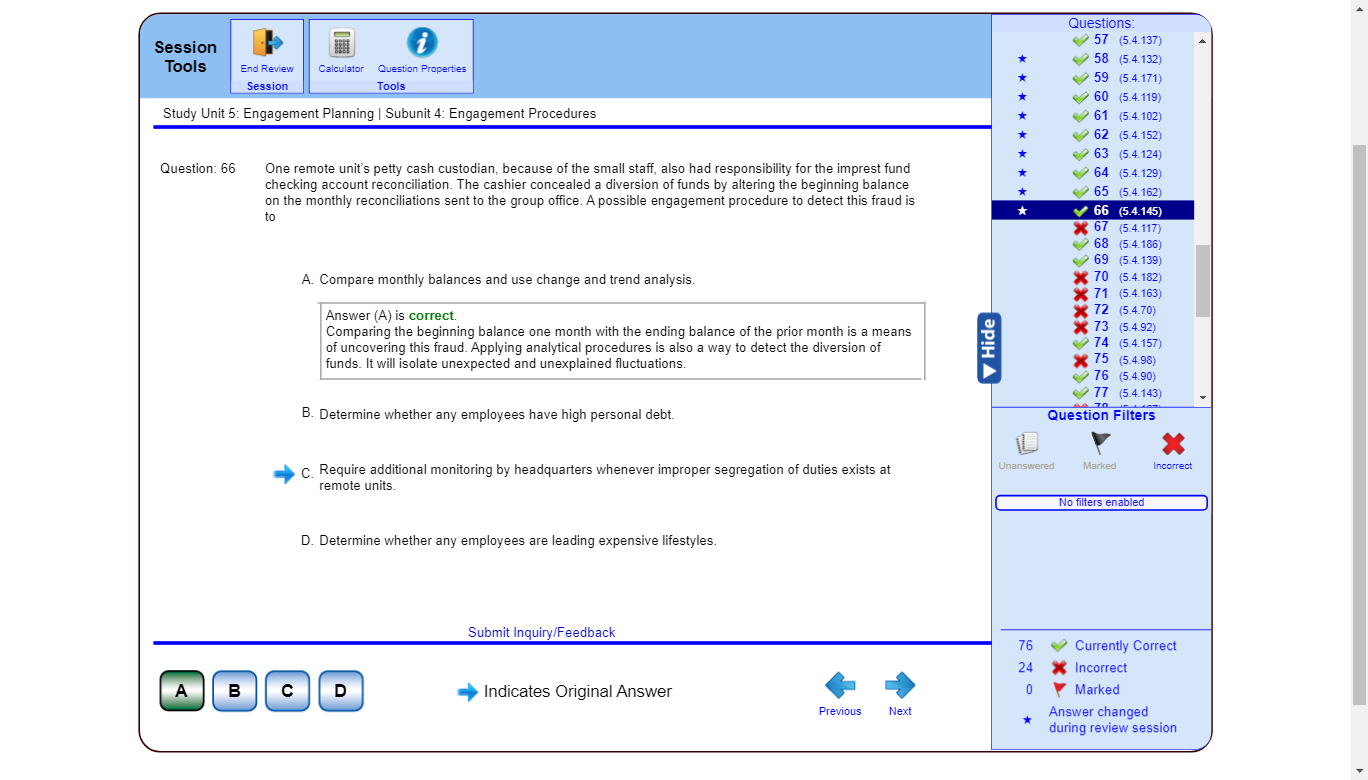 Session
Tools
End Review
Session
Calculator
Question Properties
Tools
Study Unit 5: Engagement Planning | Subunit 4: Engagement Procedures
Question: 66
One remote unit's petty cash custodian, because of the small staff, also had responsibility for the imprest fund
checking account reconciliation. The cashier concealed a diversion of funds by altering the beginning balance
on the monthly reconciliations sent to the group office. A possible engagement procedure to detect this fraud is
to
A. Compare monthly balances and use change and trend analysis.
Answer (A) is correct.
Comparing the beginning balance one month with the ending balance of the prior month is a means
of uncovering this fraud. Applying analytical procedures is also a way to detect the diversion of
funds. It will isolate unexpected and unexplained fluctuations.
B. Determine whether any employees have high personal debt.
C. Require additional monitoring by headquarters whenever improper segregation of duties exists at
remote units.
D. Determine whether any employees are leading expensive lifestyles.
Submit Inquiry/Feedback
A B C D
Indicates Original Answer
Previous
Next
Hide
Questions:
57 (5.4.137)
58 (5.4.132)
59 (5.4.171)
60 (5.4.119)
61 (5.4.102)
62 (5.4.152)
63 (5.4.124)
64 (5.4.129)
65 (5.4.162)
66 (5.4.145)
67 (5.4.117)
68 (5.4.186)
69 (5.4.139)
70 (5.4.182)
71 (5.4.163)
72 (5.4.70)
73 (5.4.92)
74 (5.4.157)
75 (5.4.98)
76 (5.4.90)
77 (5.4.143)
Question Filters
Unanswered
Marked
Incorrect
No filters enabled
76 Currently Correct
24 Incorrect
0 Marked
Answer changed
during review session